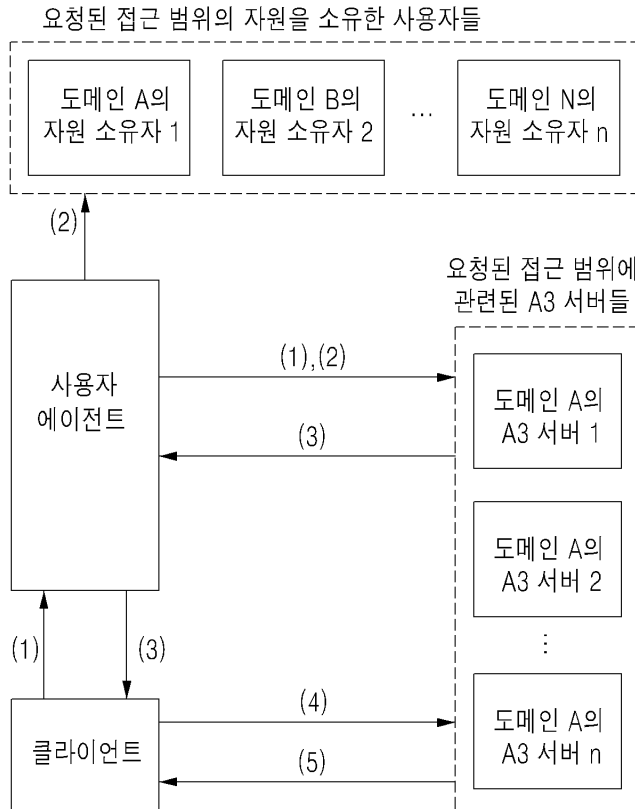 요청된 접근 범위의 자원을 소유한 사용자들
도메인 A의
자원 소유자 1
도메인 B의
자원 소유자 2
...
도메인 N의
자원 소유자 n
(2)
요청된 접근 범위에
관련된 A3 서버들
사용자
에이전트
(1),(2)
(3)
도메인 A의
A3 서버 1
도메인 A의
A3 서버 2
...
도메인 A의
A3 서버 n
(1)
(3)
클라이언트
(4)
(5)